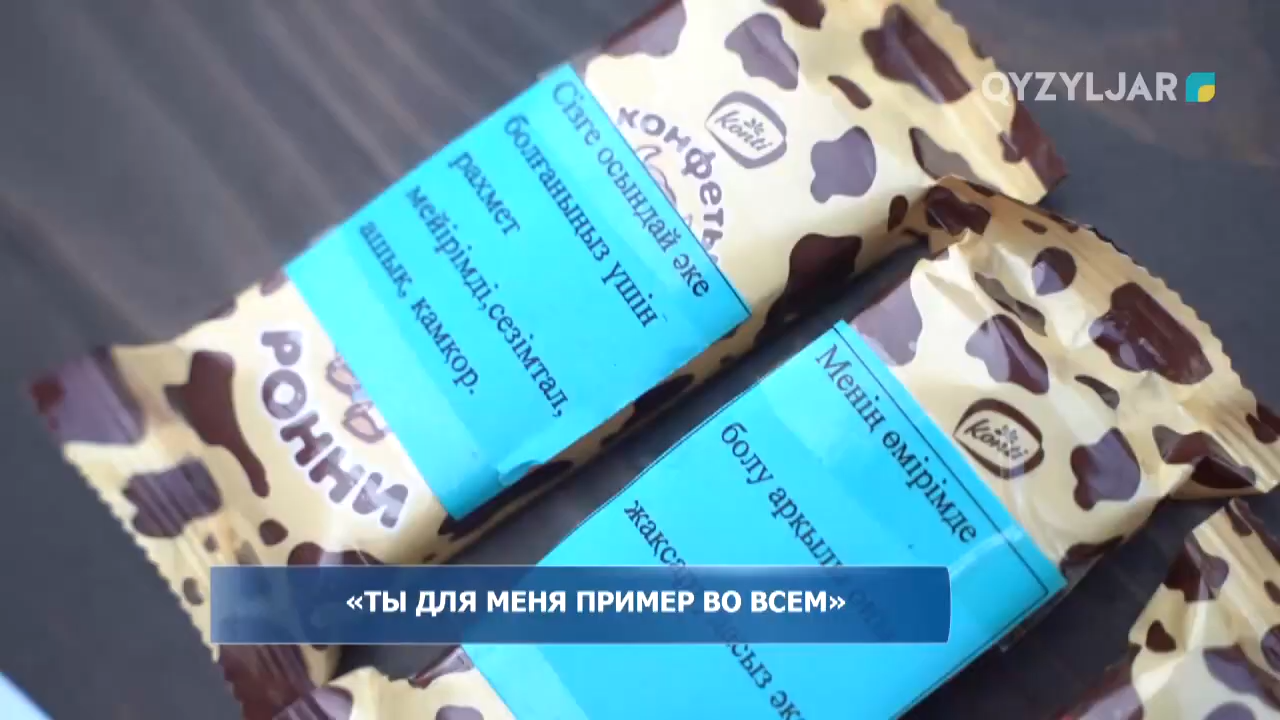 QYZYLJAR
Konti
КОНФЕТЫ
Сізге осындай әке
болғаныңыз үшін
рахмет
мейірімді,сезімтал,
ашық, камкор.
РОННИ
Konti
Менің өмірімде
болу арқылы
«ТЫ ДЛЯ МЕНЯ ПРИМЕР ВО ВСЕМ»